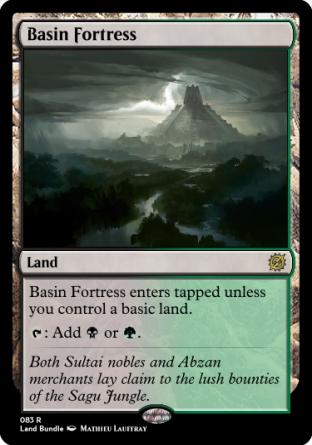 Basin Fortress
Land
Basin Fortress enters tapped unless
you control a basic land.
: Add or .
Both Sultai nobles and Abzan
merchants lay claim to the lush bounties
of the Sagu Jungle.
083 R
Land Bundle Mathieu Lauffray